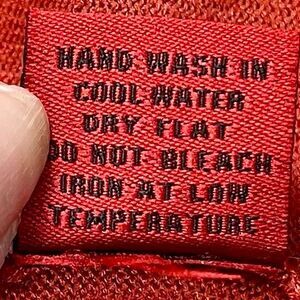 HAND WASH IN
COOL WATER
DRY FLAT
DO NOT BLEACH
IRON AT LOW
TEMPERATURE